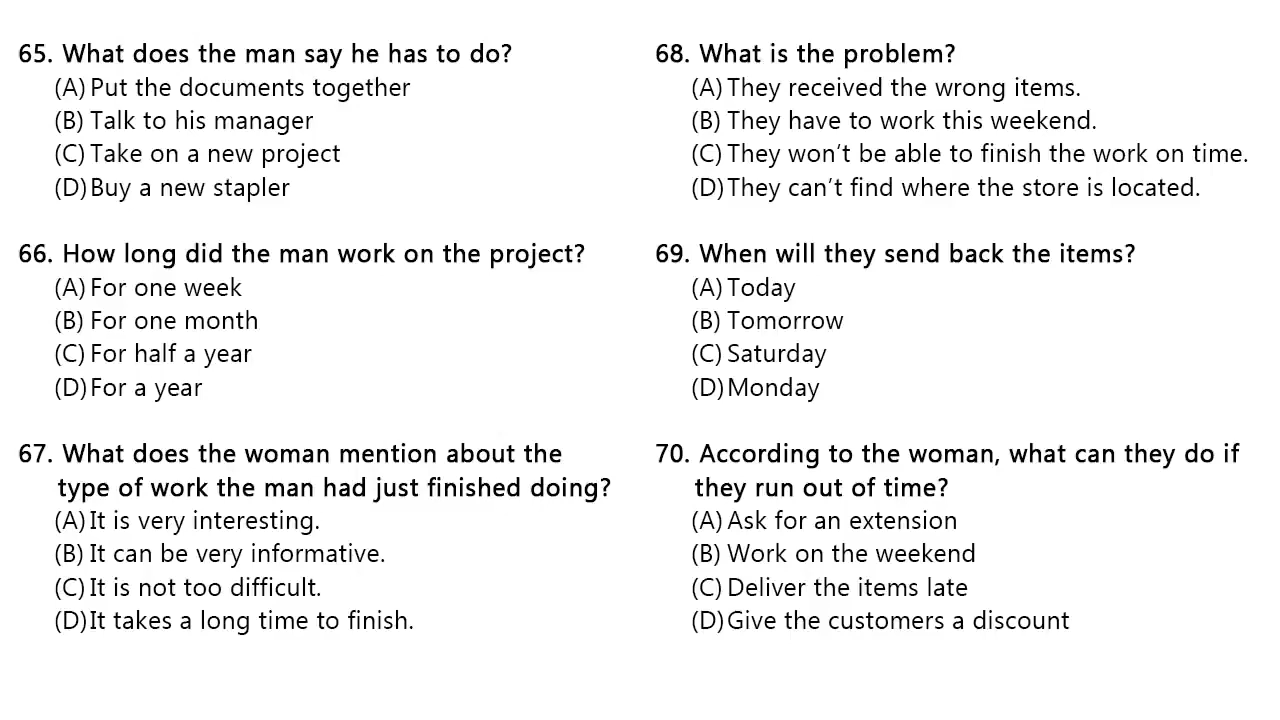 65. What does the man say he has to do?
(A) Put the documents together
(B) Talk to his manager
(C) Take on a new project
(D) Buy a new stapler
66. How long did the man work on the project?
(A) For one week
(B) For one month
(C) For half a year
(D) For a year
67. What does the woman mention about the
type of work the man had just finished doing?
(A) It is very interesting.
(B) It can be very informative.
(C) It is not too difficult.
(D) It takes a long time to finish.
68. What is the problem?
(A) They received the wrong items.
(B) They have to work this weekend.
(C) They won't be able to finish the work on time.
(D) They can't find where the store is located.
69. When will they send back the items?
(A) Today
(B) Tomorrow
(C) Saturday
(D) Monday
70. According to the woman, what can they do if
they run out of time?
(A) Ask for an extension
(B) Work on the weekend
(C) Deliver the items late
(D) Give the customers a discount